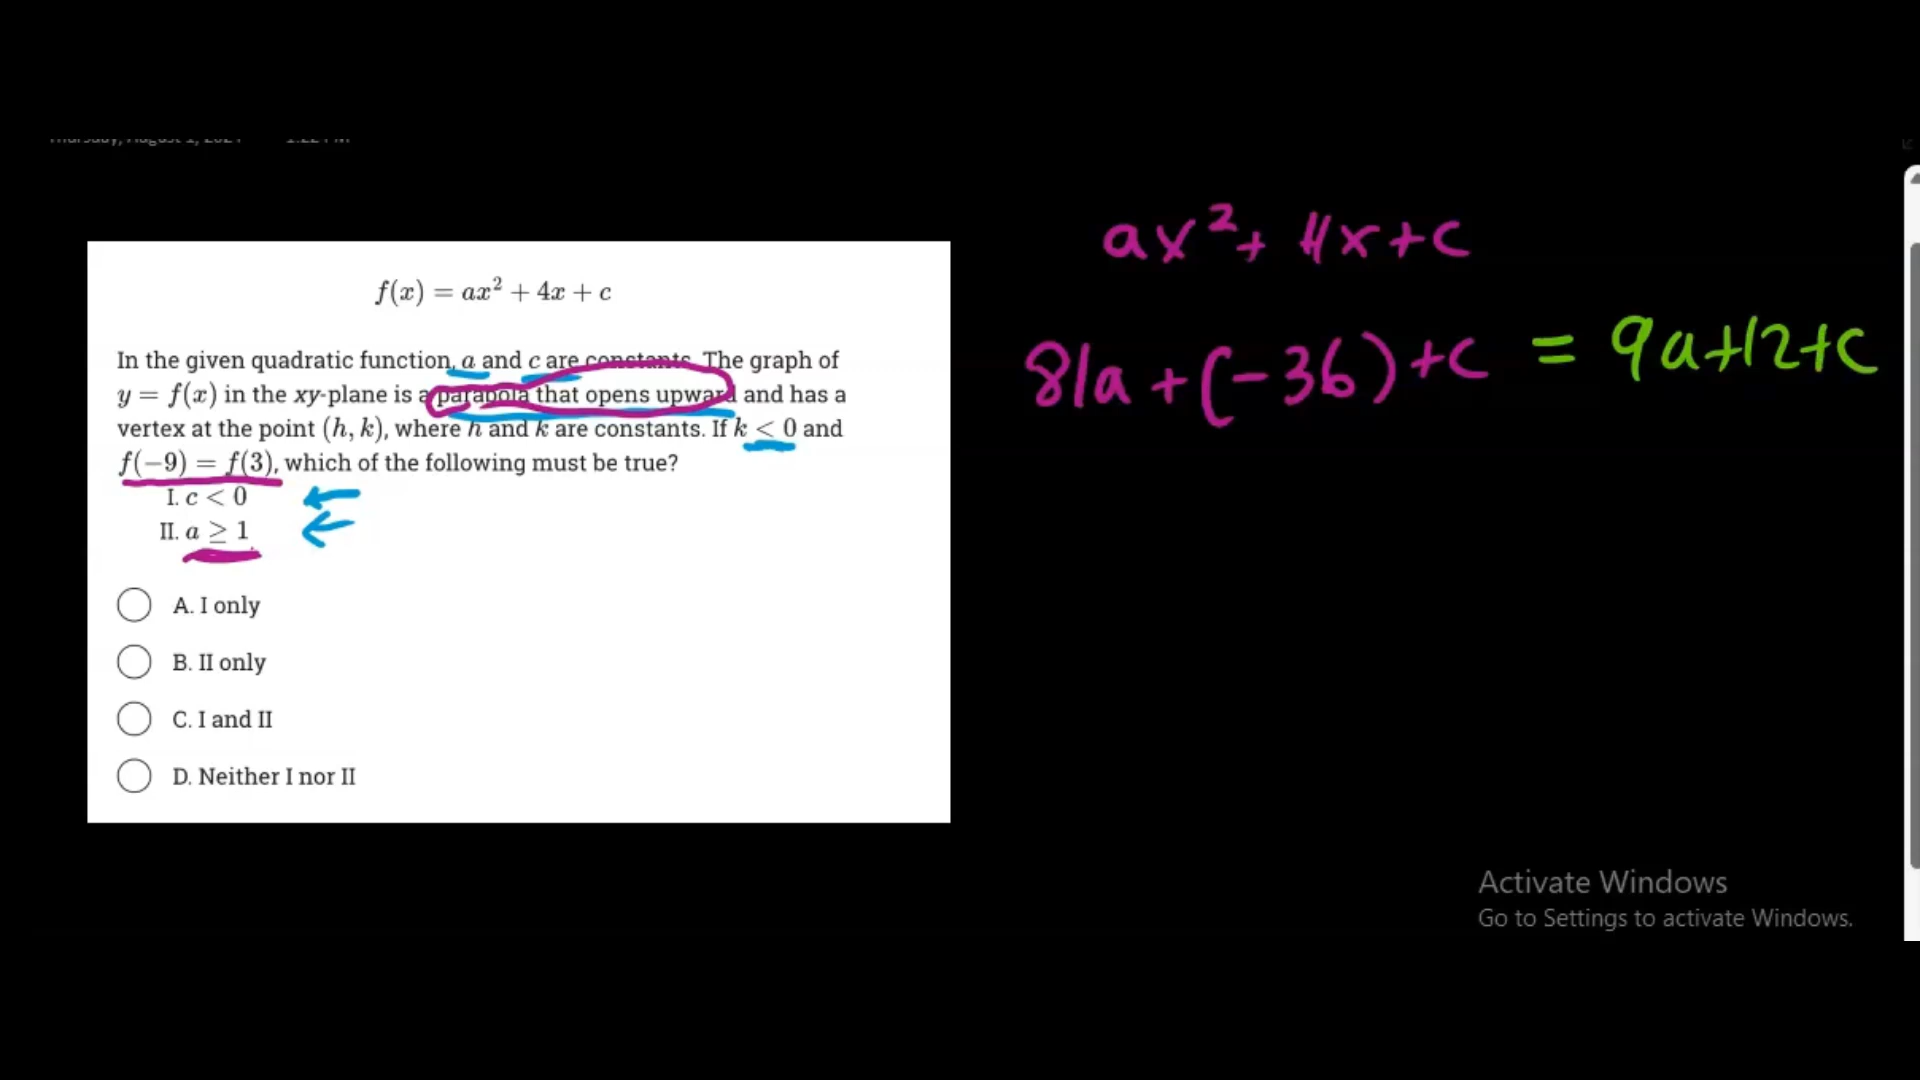 f(x) = ax² + 4x + c
In the given quadratic function, a and c are constants. The graph of
y = f(x) in the xy-plane is a parabola that opens upward and has a
vertex at the point (h, k), where h and k are constants. If k < 0 and
f(−9) = f(3), which of the following must be true?
I. c < 0
II. a ≥ 1
A. I only
B. II only
C. I and II
D. Neither I nor II
ax² + 4x + c
81a + (-36) + c = 9a + 12 + c
Activate Windows
Go to Settings to activate Windows.